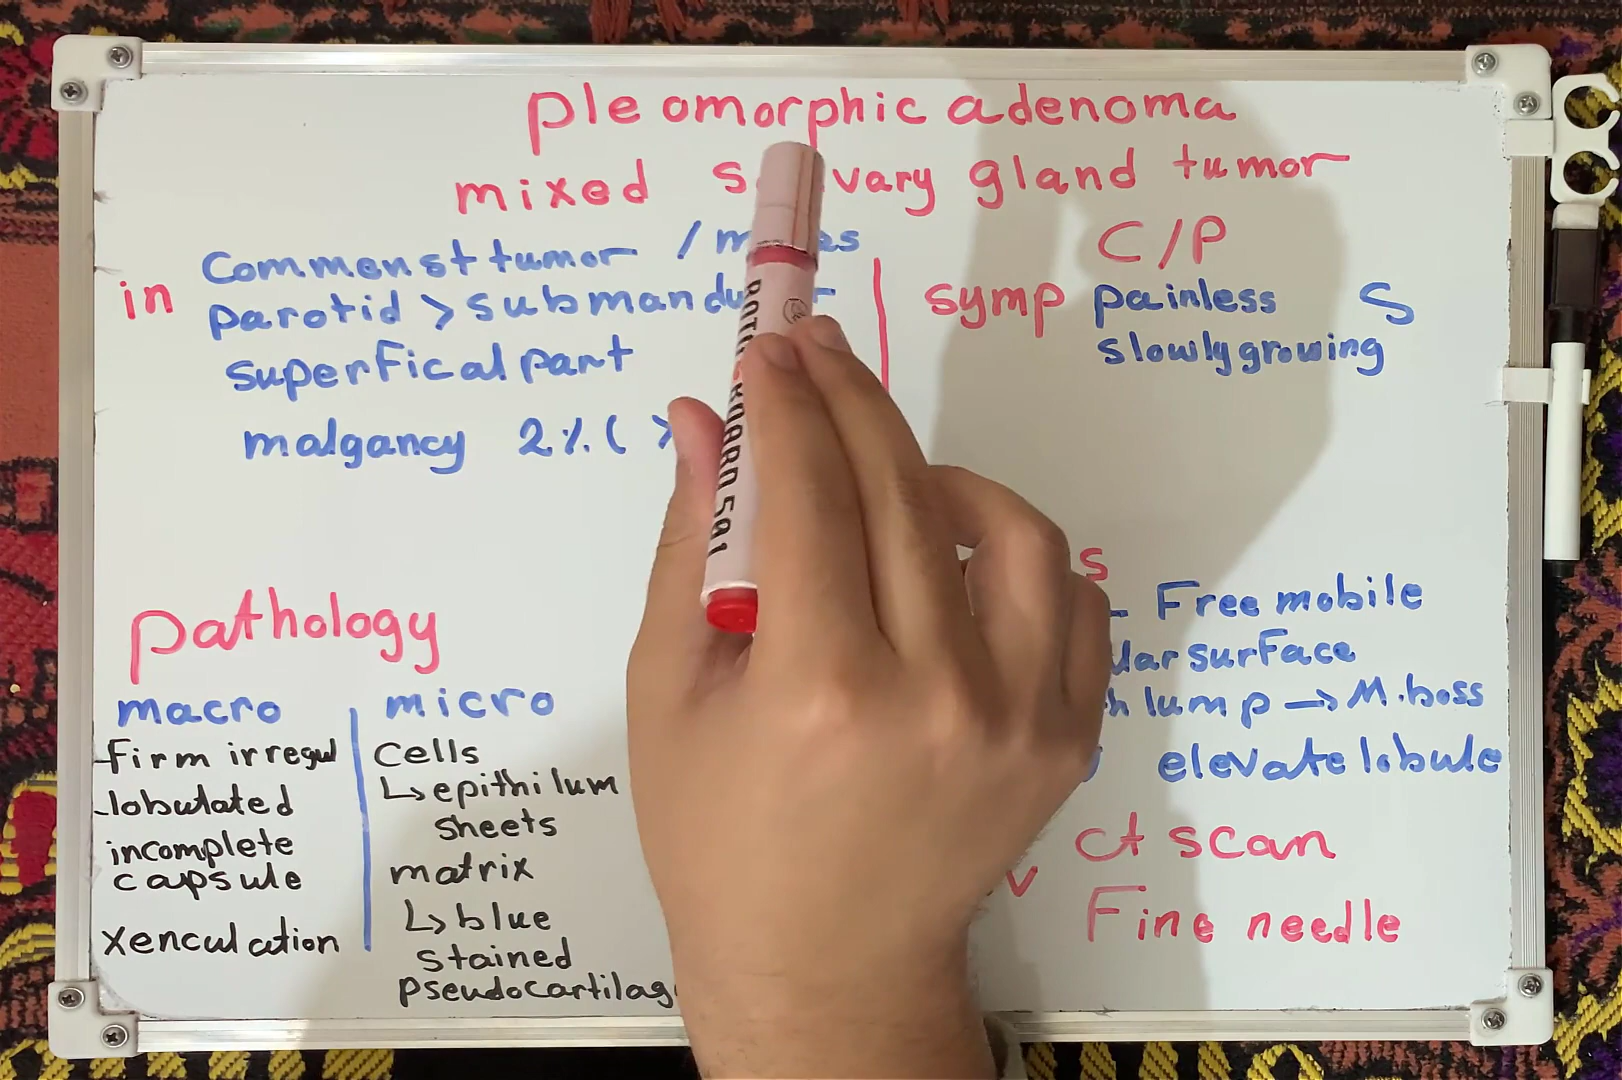 pleomorphic adenoma
mixed vary gland tumor
in
Commenst tumor /
parotid > submandu
superfical part
malgancy 2% (
C/P
symp painless S
slowly growing
pathology
macro
firm irregul
-lobulated
incomplete
capsule
xenculation
micro
cells
↳ epithilum
sheets
matrix
↳ blue
stained
pseudocartilag
s
- Free mobile
lar surface
h lump → M.boss
elevate lobule
v
ct scan
Fine needle